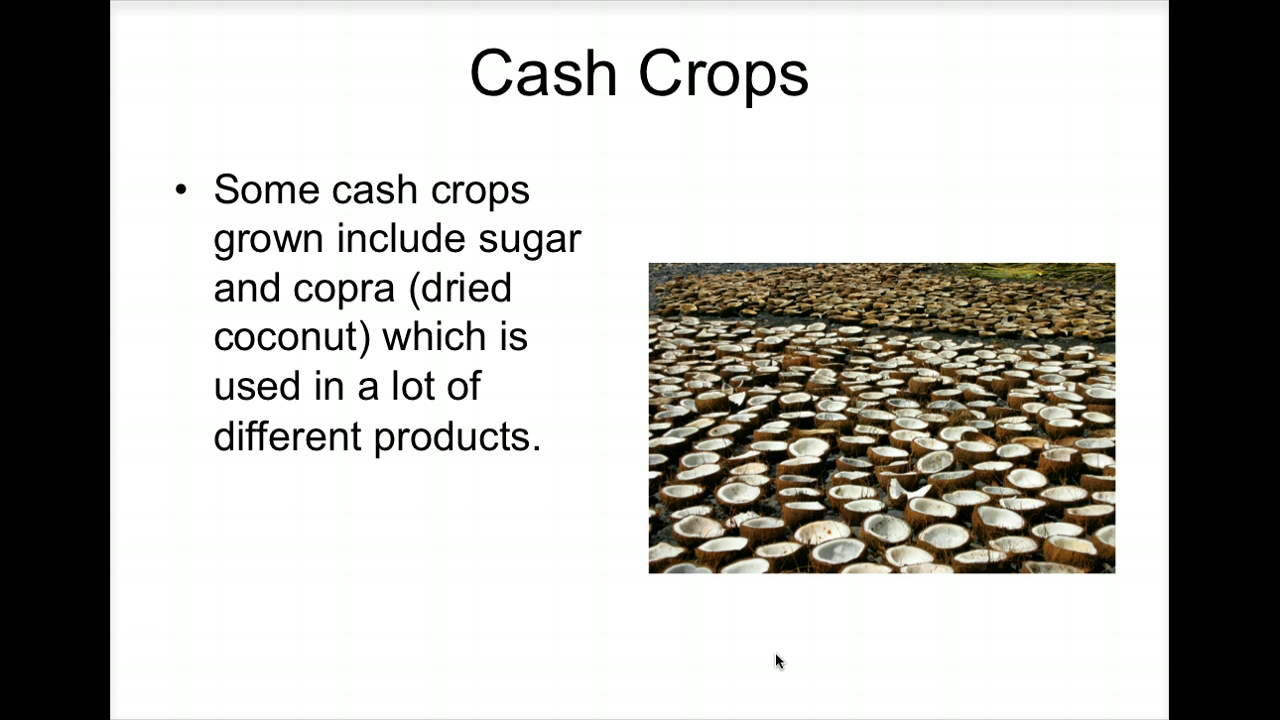 Cash Crops
• Some cash crops
grown include sugar
and copra (dried
coconut) which is
used in a lot of
different products.